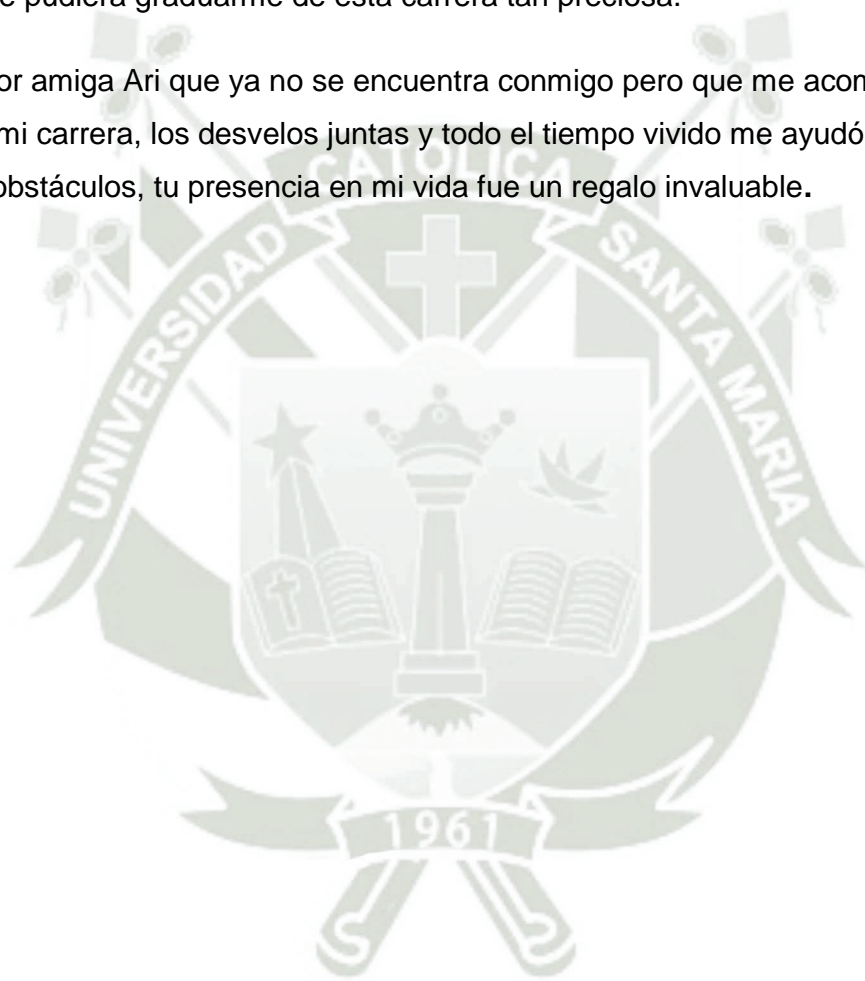 e pudiera graduarme de esta carrera tan preciosa.
or amiga Ari que ya no se encuentra conmigo pero que me acom
mi carrera, los desvelos juntas y todo el tiempo vivido me ayudó
obstáculos, tu presencia en mi vida fue un regalo invaluable.
UNIVERSIDAD CATOLICA SANTA MARIA
1961